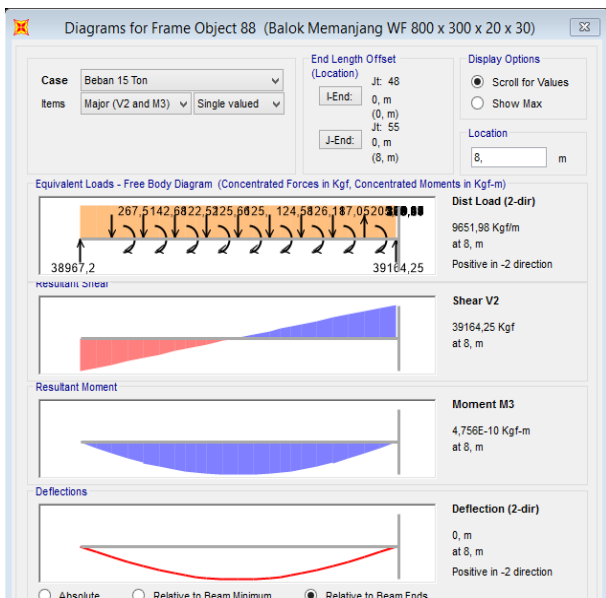 Diagrams for Frame Object 88 (Balok Memanjang WF 800 x 300 x 20 x 30)
Case
Beban 15 Ton
Items
Major (V2 and M3)
Single valued
End Length Offset
(Location)
Jt: 48
I-End:
0, m
(0, m)
Jt: 55
J-End:
0, m
(8, m)
Display Options
Scroll for Values
Show Max
Location
8,
m
Equivalent Loads - Free Body Diagram (Concentrated Forces in Kgf, Concentrated Moments in Kgf-m)
38967,2
39164,25
Dist Load (2-dir)
9651,98 Kgf/m
at 8, m
Positive in -2 direction
Resultant Shear
Shear V2
39164,25 Kgf
at 8, m
Resultant Moment
Moment M3
4,756E-10 Kgf-m
at 8, m
Deflections
Deflection (2-dir)
0, m
at 8, m
Positive in -2 direction
Absolute
Relative to Beam Minimum
Relative to Beam Ends